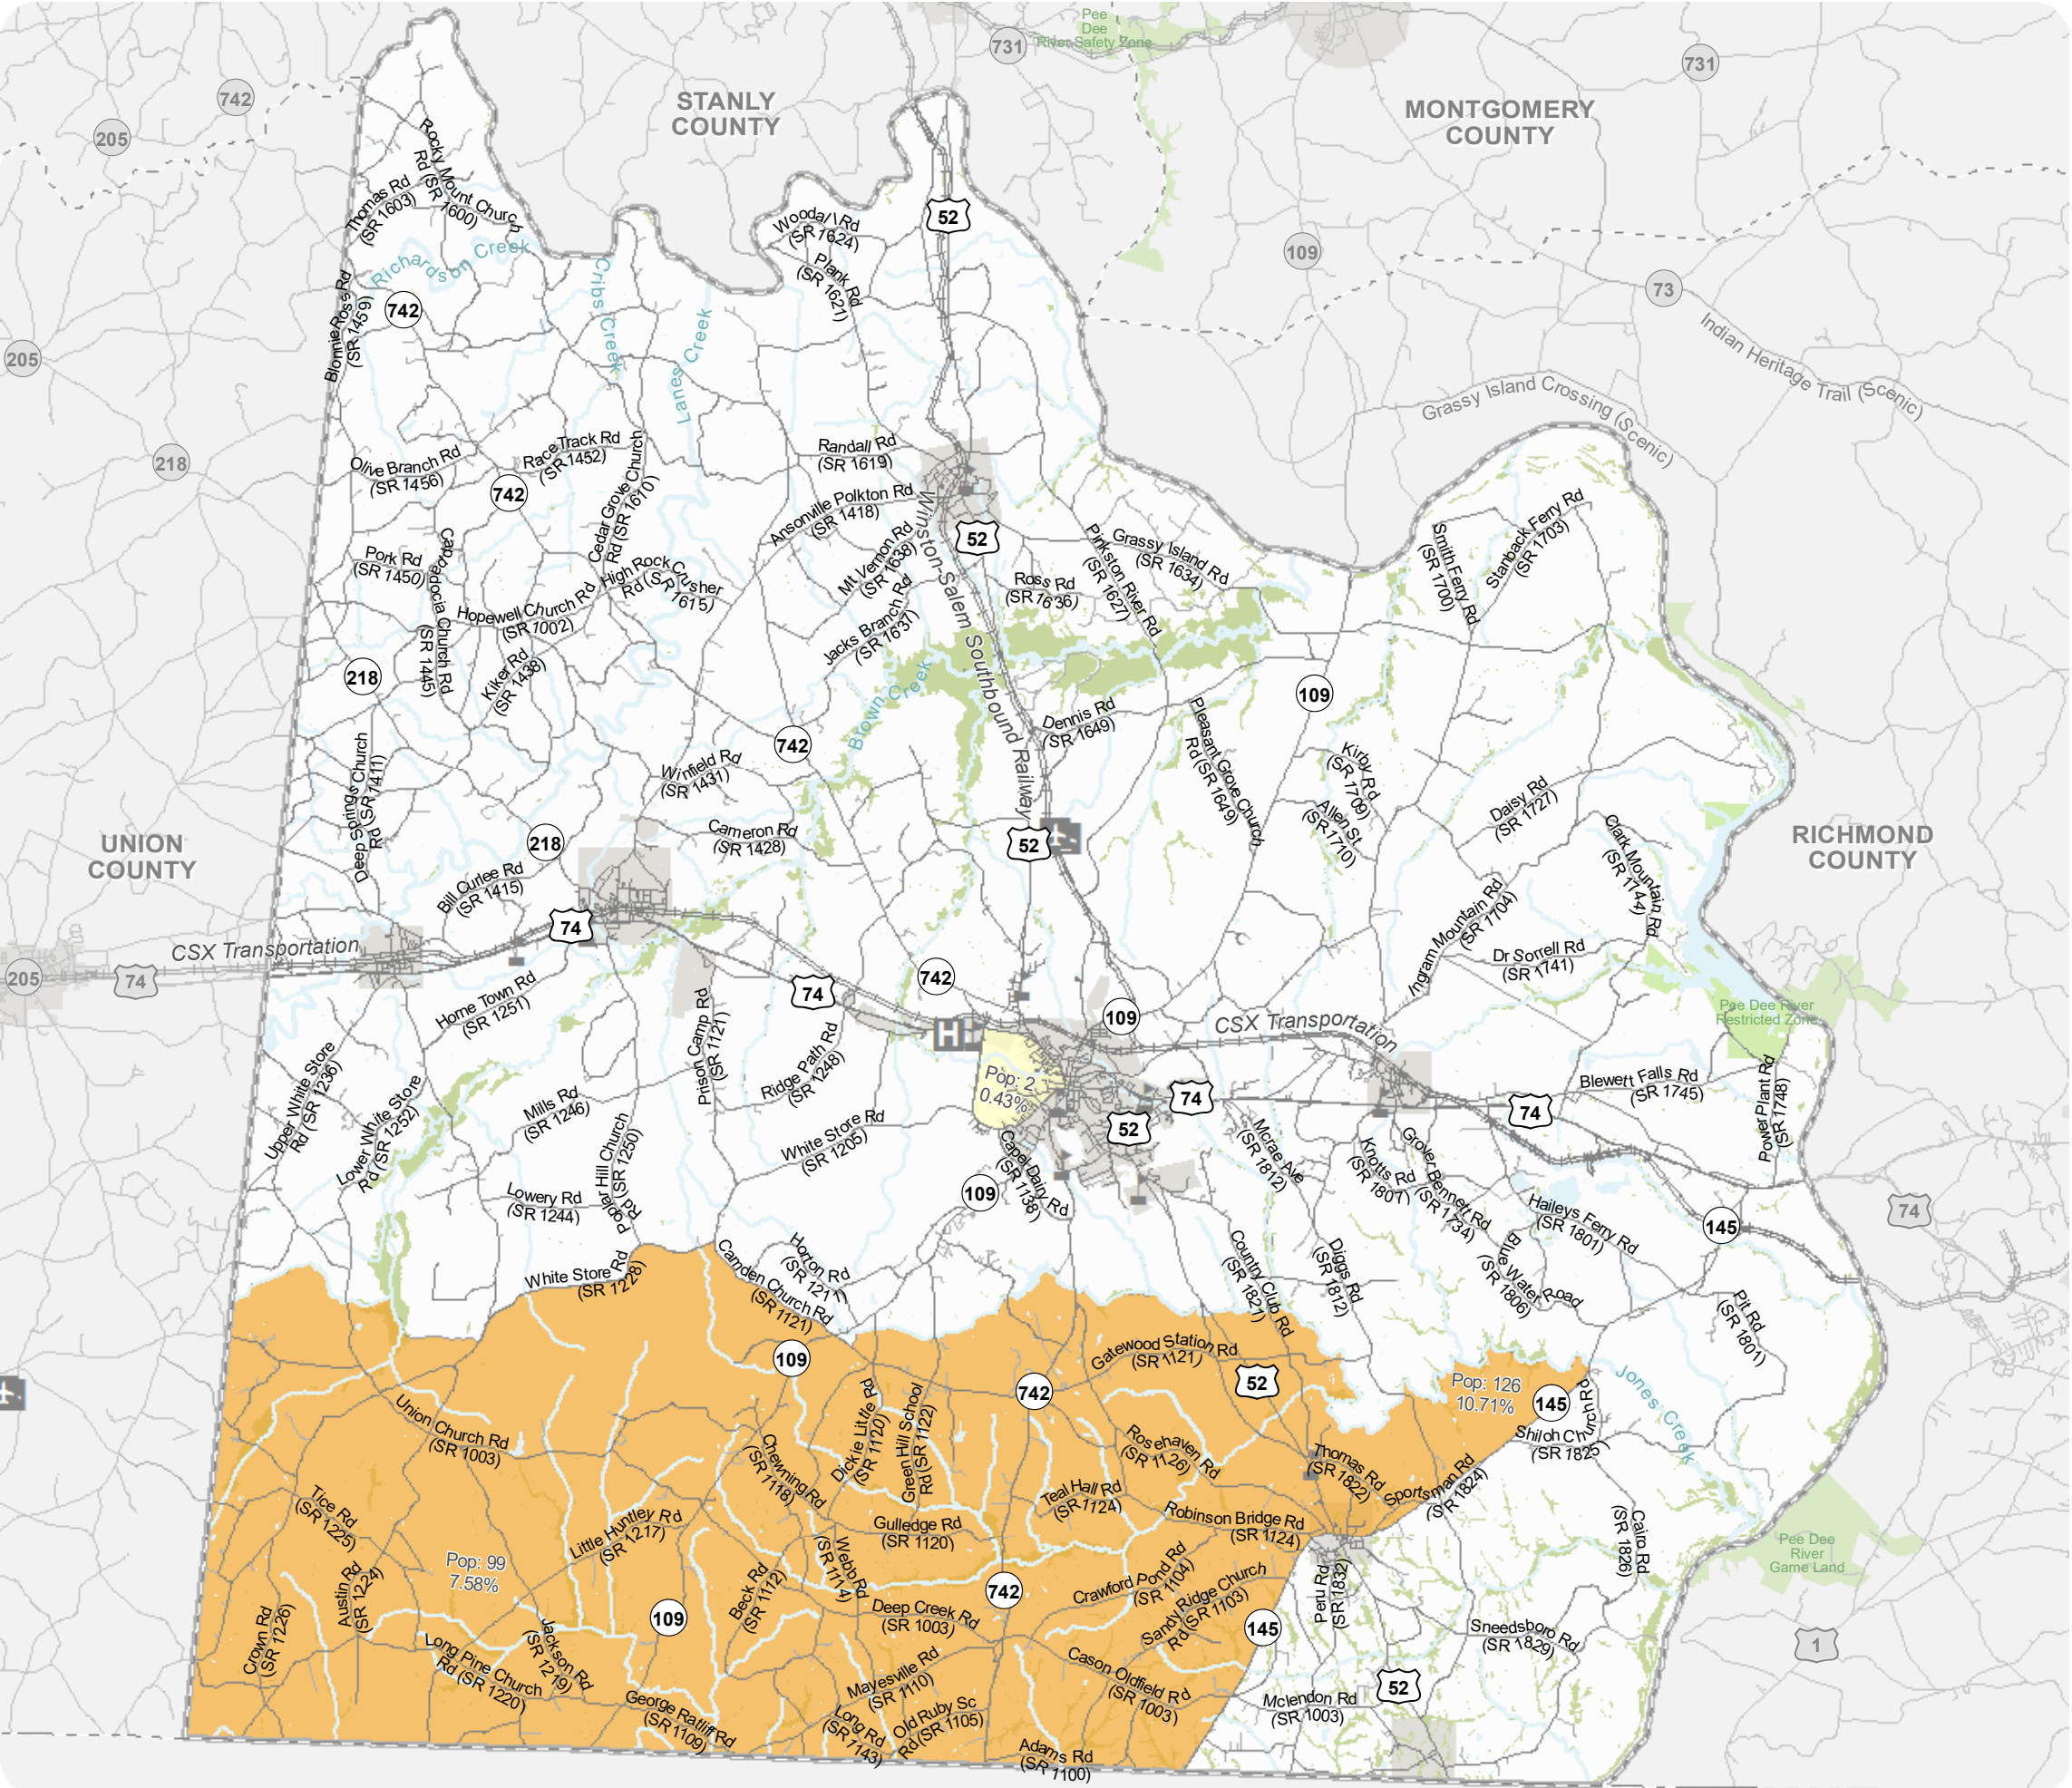 Pee
Dee
River Safety Zone
731
731
742
205
STANLY
COUNTY
MONTGOMERY
COUNTY
Rocky Mount Church
Rd (SR 1600)
Thomas Rd
(SR 1603)
Woodall Rd
(SR 1624)
52
109
Richardson Creek
Cribs Creek
Plank Rd
(SR 1621)
73
Indian Heritage Trail (Scenic)
742
Blonnie Ross Rd
(SR 1459)
Lanes Creek
205
Grassy Island Crossing (Scenic)
218
Olive Branch Rd
(SR 1456)
Race Track Rd
(SR 1452)
742
Cedar Grove Church
Rd (SR 1610)
Randall Rd
(SR 1619)
Ansonville Polkton Rd
(SR 1418)
Winston-Salem Southbound Railway
52
Mt Vernon Rd
(SR 1638)
Pinkston River Rd
(SR 1627)
Grassy Island Rd
(SR 1634)
Smith Ferry Rd
(SR 1700)
Stanback Ferry Rd
(SR 1703)
Pork Rd
(SR 1450)
Cappadocia Church Rd
(SR 1445)
Hopewell Church Rd
(SR 1002)
High Rock Crusher
Rd (SR 1615)
Ross Rd
(SR 1636)
Jacks Branch Rd
(SR 1637)
218
Kiker Rd
(SR 1438)
Brown Creek
109
Dennis Rd
(SR 1649)
Pleasant Grove Church
Rd (SR 1649)
742
Deep Springs Church
Rd (SR 1411)
Winfield Rd
(SR 1431)
Kirby Rd
(SR 1709)
Allen St
(SR 1710)
Daisy Rd
(SR 1727)
Clark Mountain Rd
(SR 1744)
UNION
COUNTY
218
Cameron Rd
(SR 1428)
52
RICHMOND
COUNTY
Bill Curlee Rd
(SR 1415)
74
Ingram Mountain Rd
(SR 1704)
Dr Sorrell Rd
(SR 1741)
CSX Transportation
205
74
742
74
109
CSX Transportation
Pee Dee River
Restricted Zone
Home Town Rd
(SR 1251)
Prison Camp Rd
(SR 1121)
H
Ridge Path Rd
(SR 1248)
Pop: 2
0.43%
Upper White Store
Rd (SR 1236)
Lower White Store
Rd (SR 1252)
Mills Rd
(SR 1246)
74
52
74
Blewett Falls Rd
(SR 1745)
Power Plant Rd
(SR 1748)
Poplar Hill Church
Rd (SR 1250)
White Store Rd
(SR 1205)
Capel Dairy Rd
(SR 1138)
Mcrae Ave
(SR 1812)
Knotts Rd
(SR 1801)
Grover Bennett Rd
(SR 1734)
Lowery Rd
(SR 1244)
109
Haileys Ferry Rd
(SR 1801)
145
74
White Store Rd
(SR 1228)
Camden Church Rd
(SR 1121)
Horton Rd
(SR 1211)
Country Club Rd
(SR 1821)
Diggs Rd
(SR 1812)
Blue Water Road
(SR 1806)
Pit Rd
(SR 1801)
109
Gatewood Station Rd
(SR 1121)
742
52
Pop: 126
10.71%
145
Jones Creek
Union Church Rd
(SR 1003)
Dickie Little Rd
(SR 1120)
Green Hill School
Rd (SR 1122)
Chewning Rd
(SR 1118)
Rosehaven Rd
(SR 1126)
Thomas Rd
(SR 1822)
Sportsman Rd
(SR 1824)
Shiloh Church Rd
(SR 1825)
Tice Rd
(SR 1225)
Little Huntley Rd
(SR 1217)
Gulledge Rd
(SR 1120)
Teal Hall Rd
(SR 1124)
Robinson Bridge Rd
(SR 1124)
Cairo Rd
(SR 1826)
Pee Dee
River
Game Land
Pop: 99
7.58%
Austin Rd
(SR 1224)
Webb Rd
(SR 1114)
Beck Rd
(SR 1112)
742
Crawford Pond Rd
(SR 1104)
Sandy Ridge Church
Rd (SR 1103)
Peru Rd
(SR 1832)
Crown Rd
(SR 1226)
109
Deep Creek Rd
(SR 1003)
145
Sneedsboro Rd
(SR 1829)
1
Long Pine Church
Rd (SR 1220)
Jackson Rd
(SR 1219)
Mayesville Rd
(SR 1110)
Cason Oldfield Rd
(SR 1003)
52
Mclendon Rd
(SR 1003)
George Ratliff Rd
(SR 1109)
Long Rd
(SR 1143)
Old Ruby Sc
Rd (SR 1105)
Adams Rd
(SR 1100)